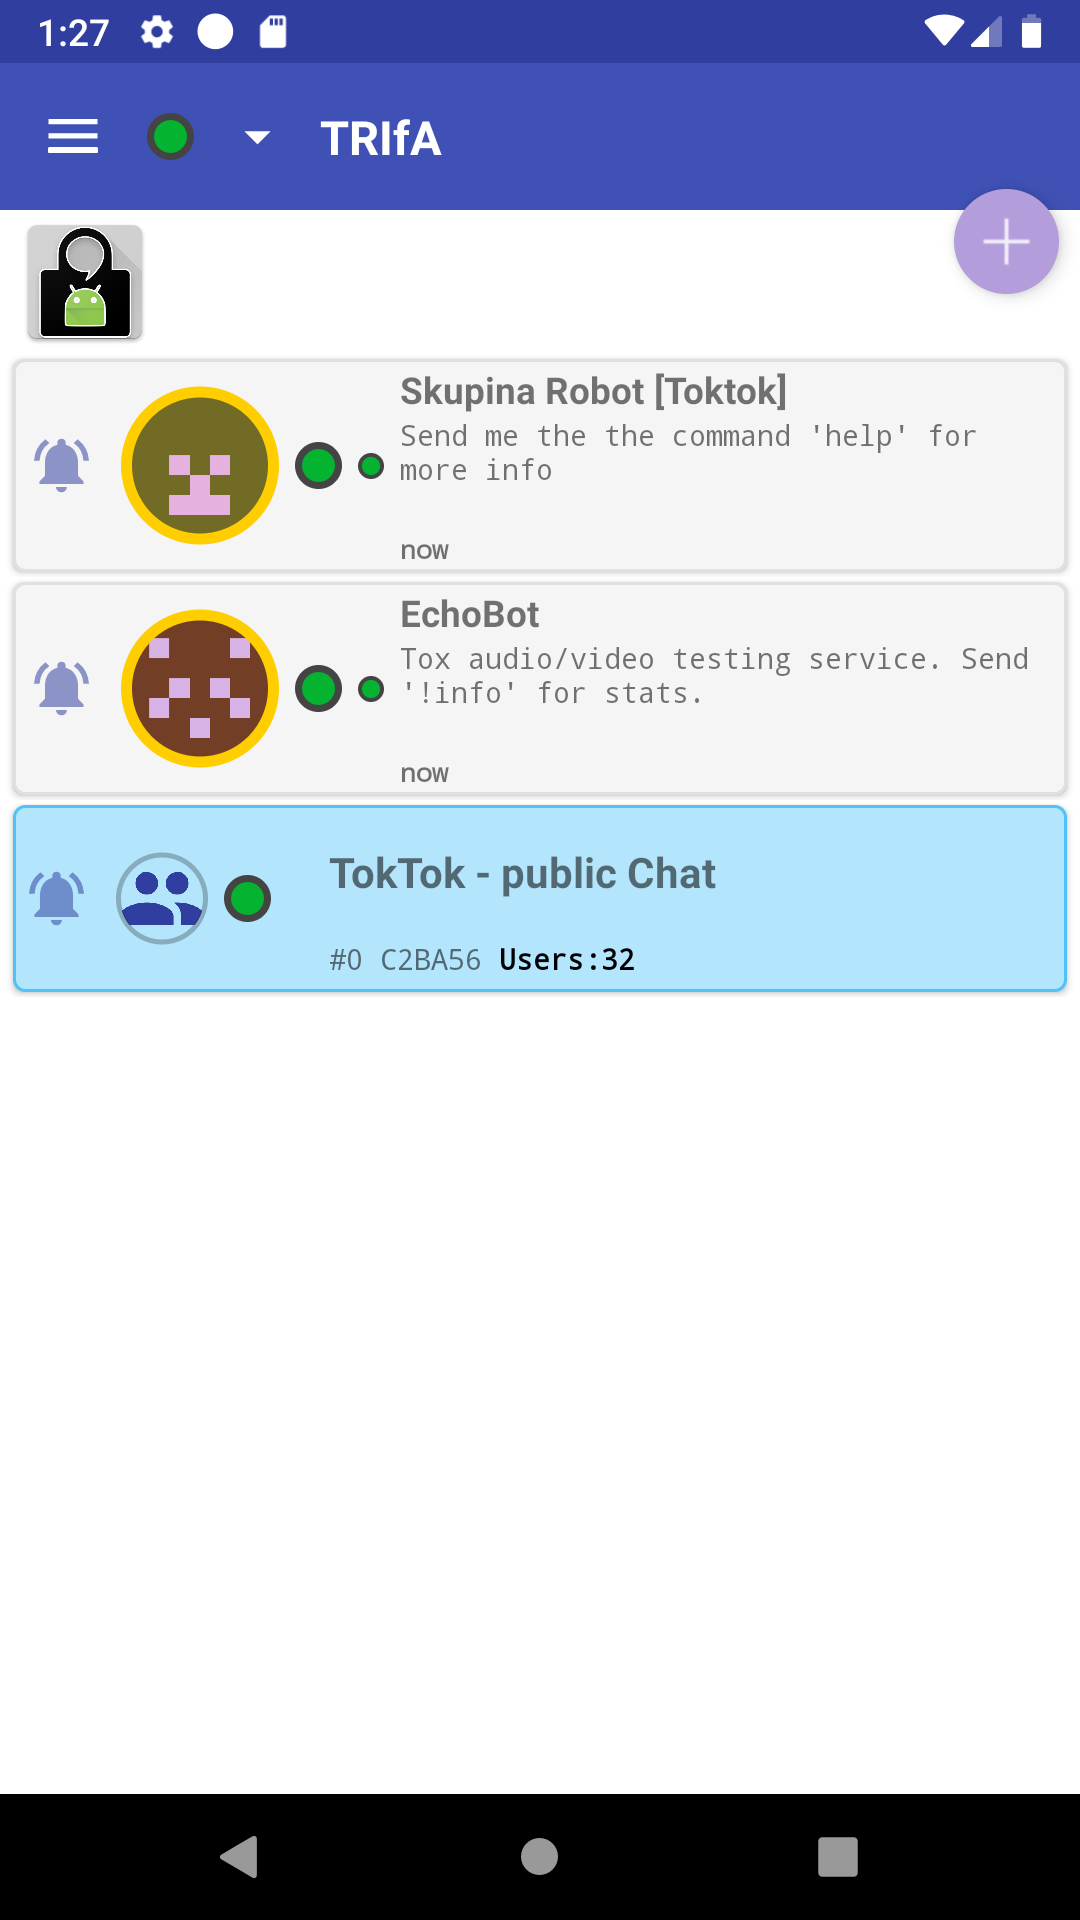 1:27
TRIfA
Skupina Robot [Toktok]
Send me the the command 'help' for
more info
now
EchoBot
Tox audio/video testing service. Send
'!info' for stats.
now
TokTok - public Chat
#0 C2BA56 Users:32